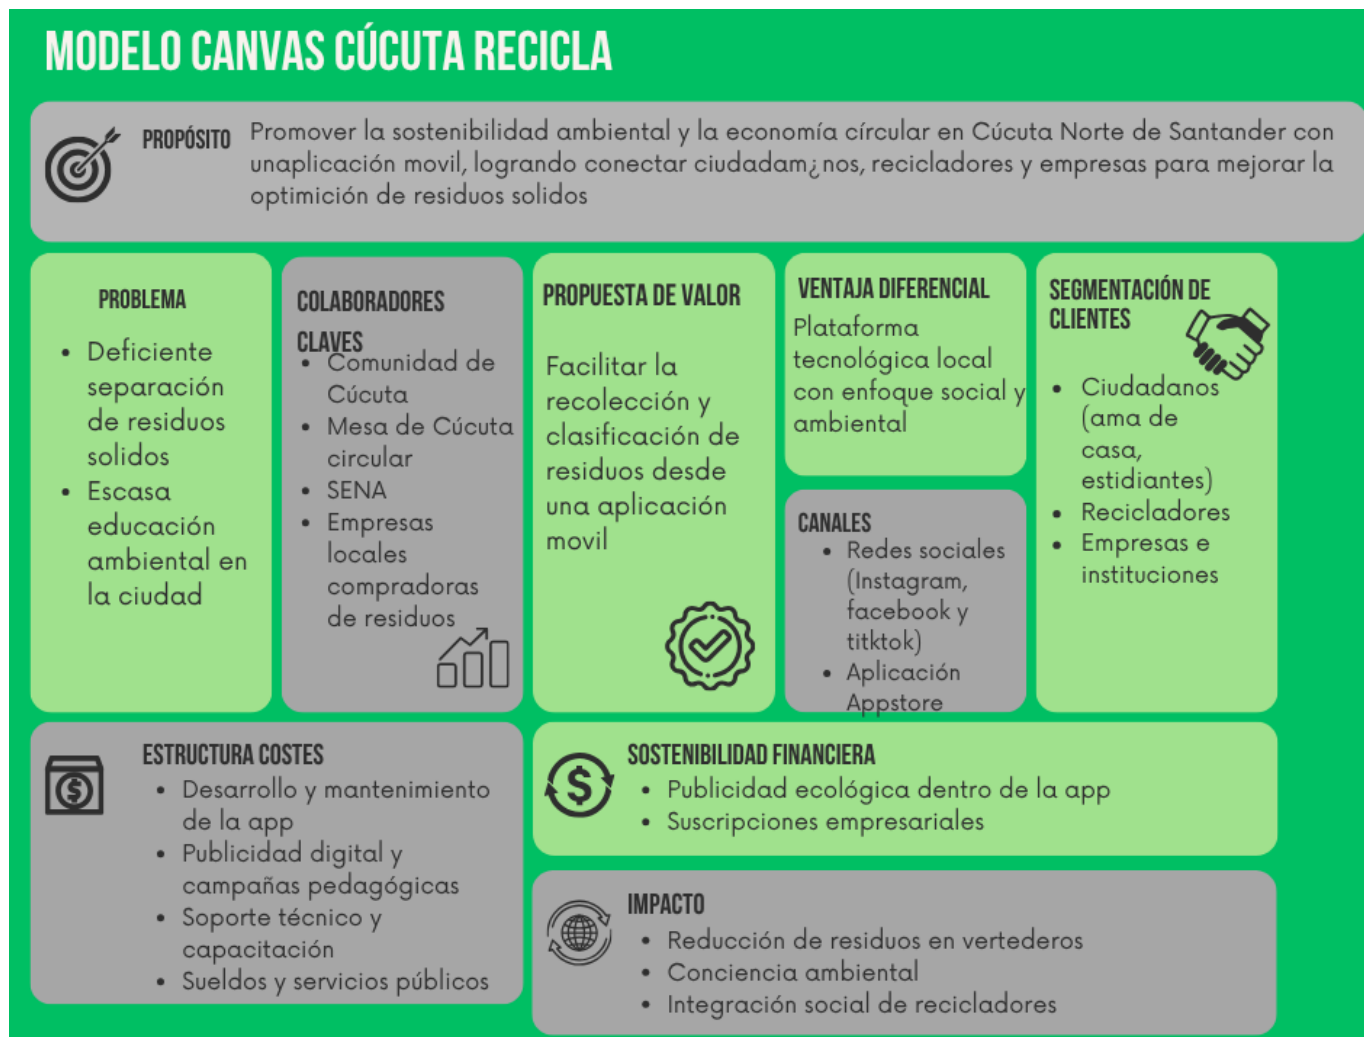 MODELO CANVAS CÚCUTA RECICLA
PROPÓSITO
Promover la sostenibilidad ambiental y la economía círcular en Cúcuta Norte de Santander con
unaplicación movil, logrando conectar ciudadam¿nos, recicladores y empresas para mejorar la
optimición de residuos solidos
PROBLEMA
• Deficiente
separación
de residuos
solidos
• Escasa
educación
ambiental en
la ciudad
COLABORADORES
CLAVES
• Comunidad de
Cúcuta
• Mesa de Cúcuta
circular
• SENA
• Empresas
locales
compradoras
de residuos
PROPUESTA DE VALOR
Facilitar la
recolección y
clasificación de
residuos desde
una aplicación
movil
VENTAJA DIFERENCIAL
Plataforma
tecnológica local
con enfoque social y
ambiental
CANALES
• Redes sociales
(Instagram,
facebook y
titktok)
• Aplicación
Appstore
SEGMENTACIÓN DE
CLIENTES
• Ciudadanos
(ama de
casa,
estidiantes)
• Recicladores
• Empresas e
instituciones
ESTRUCTURA COSTES
• Desarrollo y mantenimiento
de la app
• Publicidad digital y
campañas pedagógicas
• Soporte técnico y
capacitación
• Sueldos y servicios públicos
SOSTENIBILIDAD FINANCIERA
• Publicidad ecológica dentro de la app
• Suscripciones empresariales
IMPACTO
• Reducción de residuos en vertederos
• Conciencia ambiental
• Integración social de recicladores